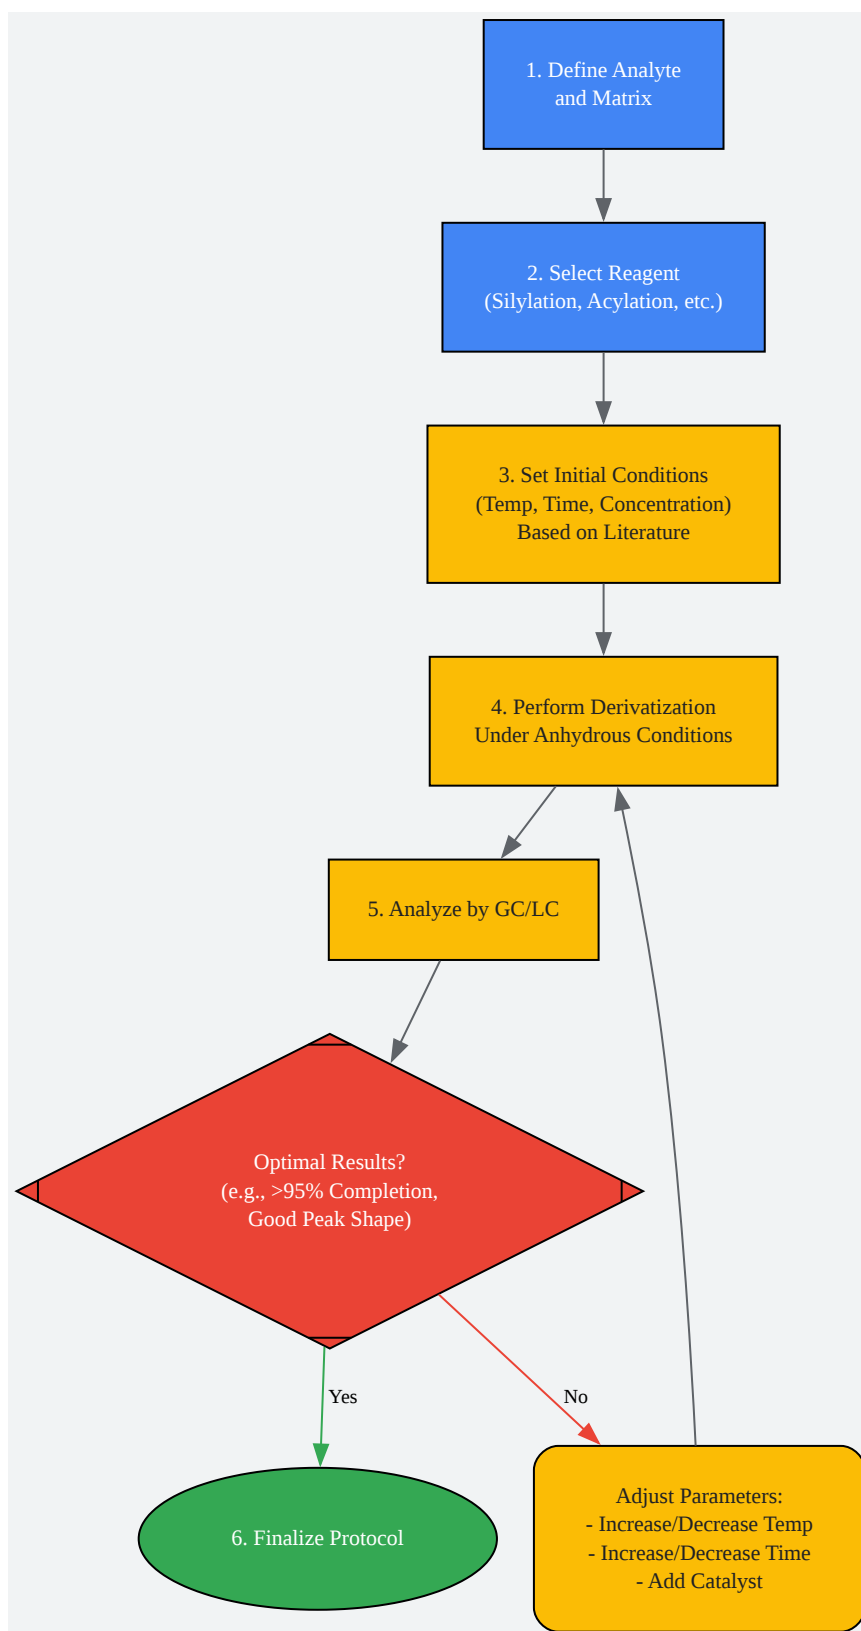 1. Define Analyte
and Matrix
2. Select Reagent
(Silylation, Acylation, etc.)
3. Set Initial Conditions
(Temp, Time, Concentration)
Based on Literature
4. Perform Derivatization
Under Anhydrous Conditions
5. Analyze by GC/LC
Optimal Results?
(e.g., >95% Completion,
Good Peak Shape)
Yes
No
6. Finalize Protocol
Adjust Parameters:
- Increase/Decrease Temp
- Increase/Decrease Time
- Add Catalyst